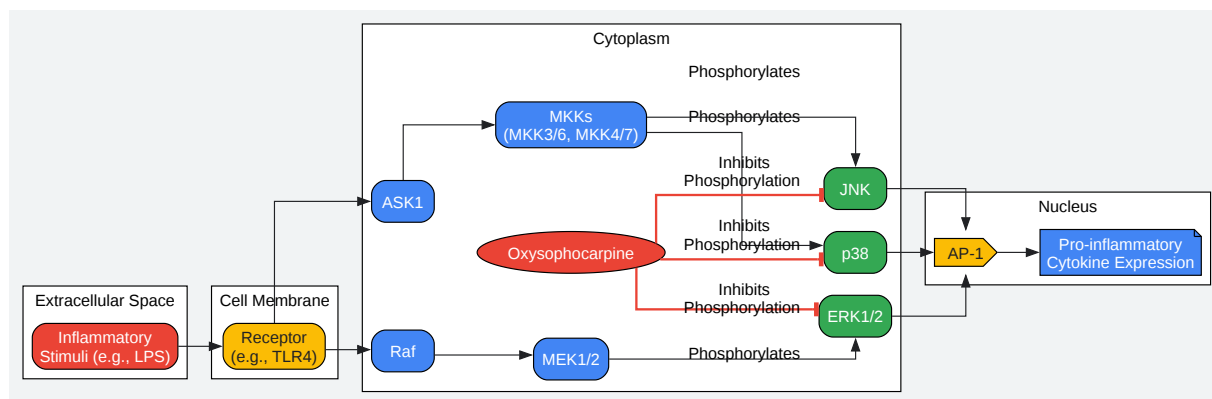 Cytoplasm
Phosphorylates
MKKs
(MKK3/6, MKK4/7)
Phosphorylates
Inhibits
Phosphorylation
JNK
ASK1
Nucleus
Inhibits
Phosphorylation
Oxysophocarpine
p38
AP-1
Pro-inflammatory
Cytokine Expression
Extracellular Space
Cell Membrane
Inhibits
Phosphorylation
ERK1/2
Inflammatory
Stimuli (e.g., LPS)
Receptor
(e.g., TLR4)
Raf
MEK1/2
Phosphorylates